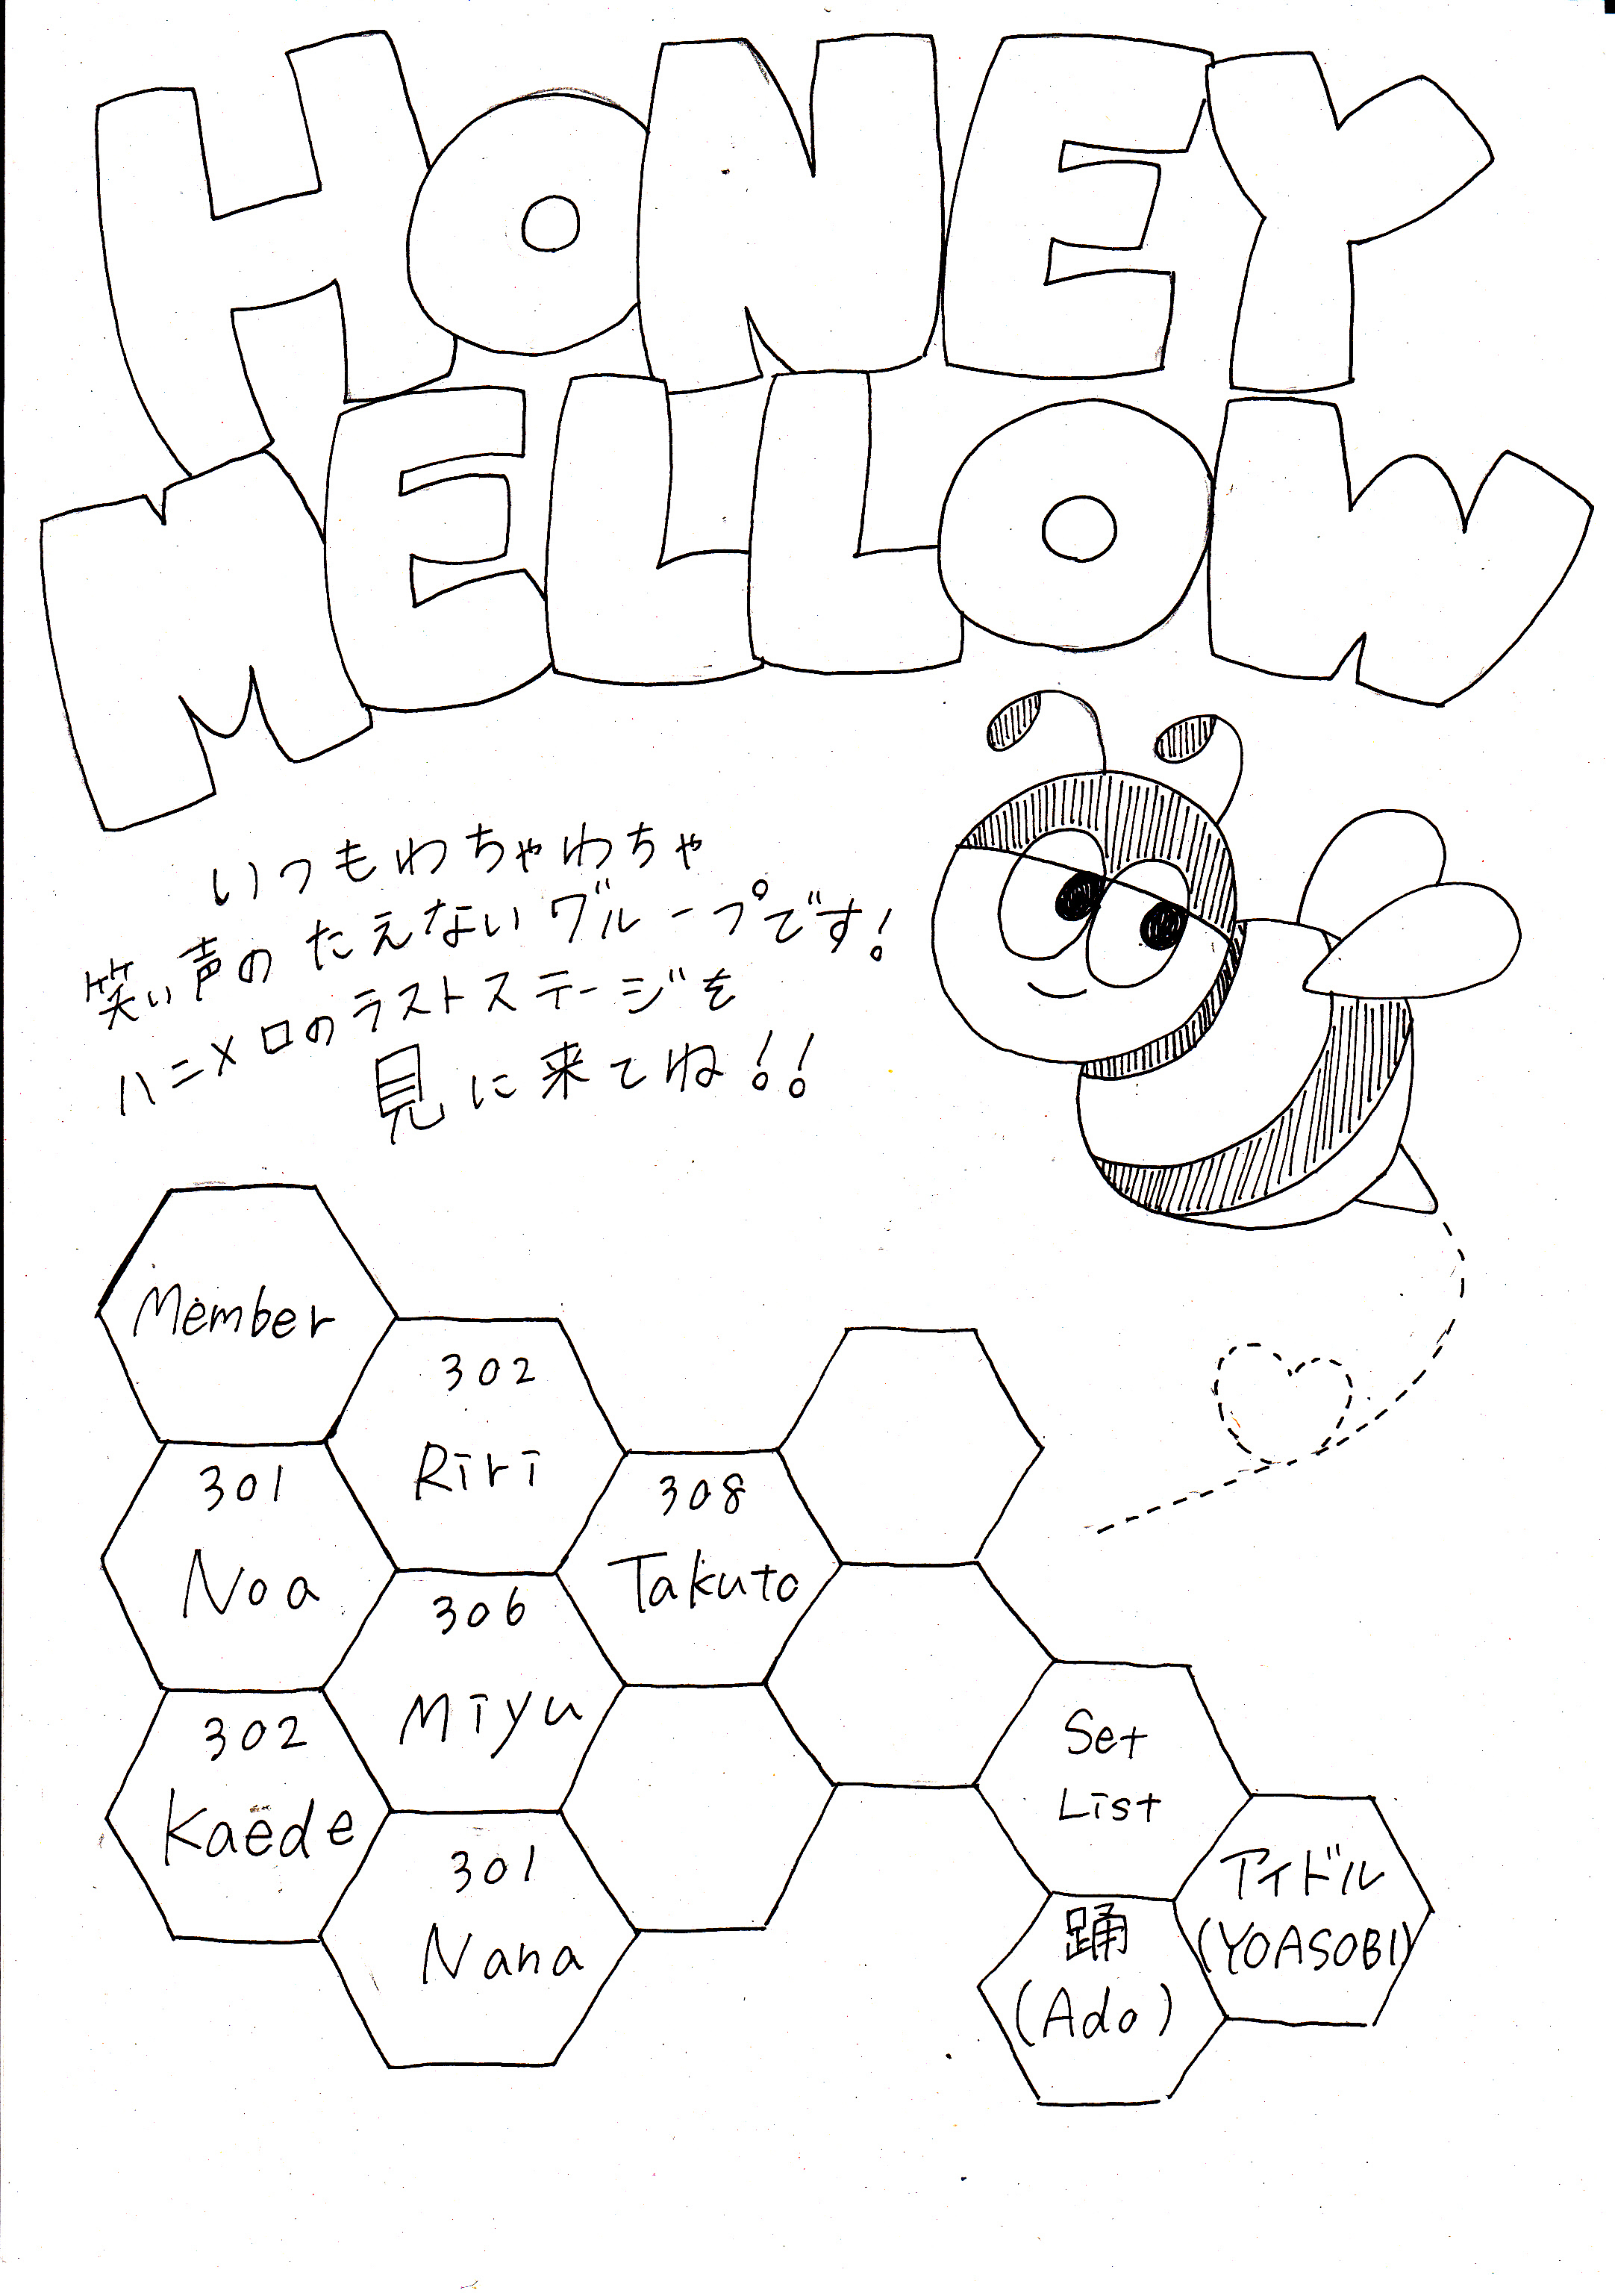 HONEY
MELLOW
いつもわちゃわちゃ
笑い声のたえないグループです!
ハニメロのラストステージを
見に来てね!!
Member
301
Noa
302
Kaede
302
Riri
306
Miyu
301
Nana
308
Takuto
Set
List
踊
(Ado)
アイドル
(YOASOBI)